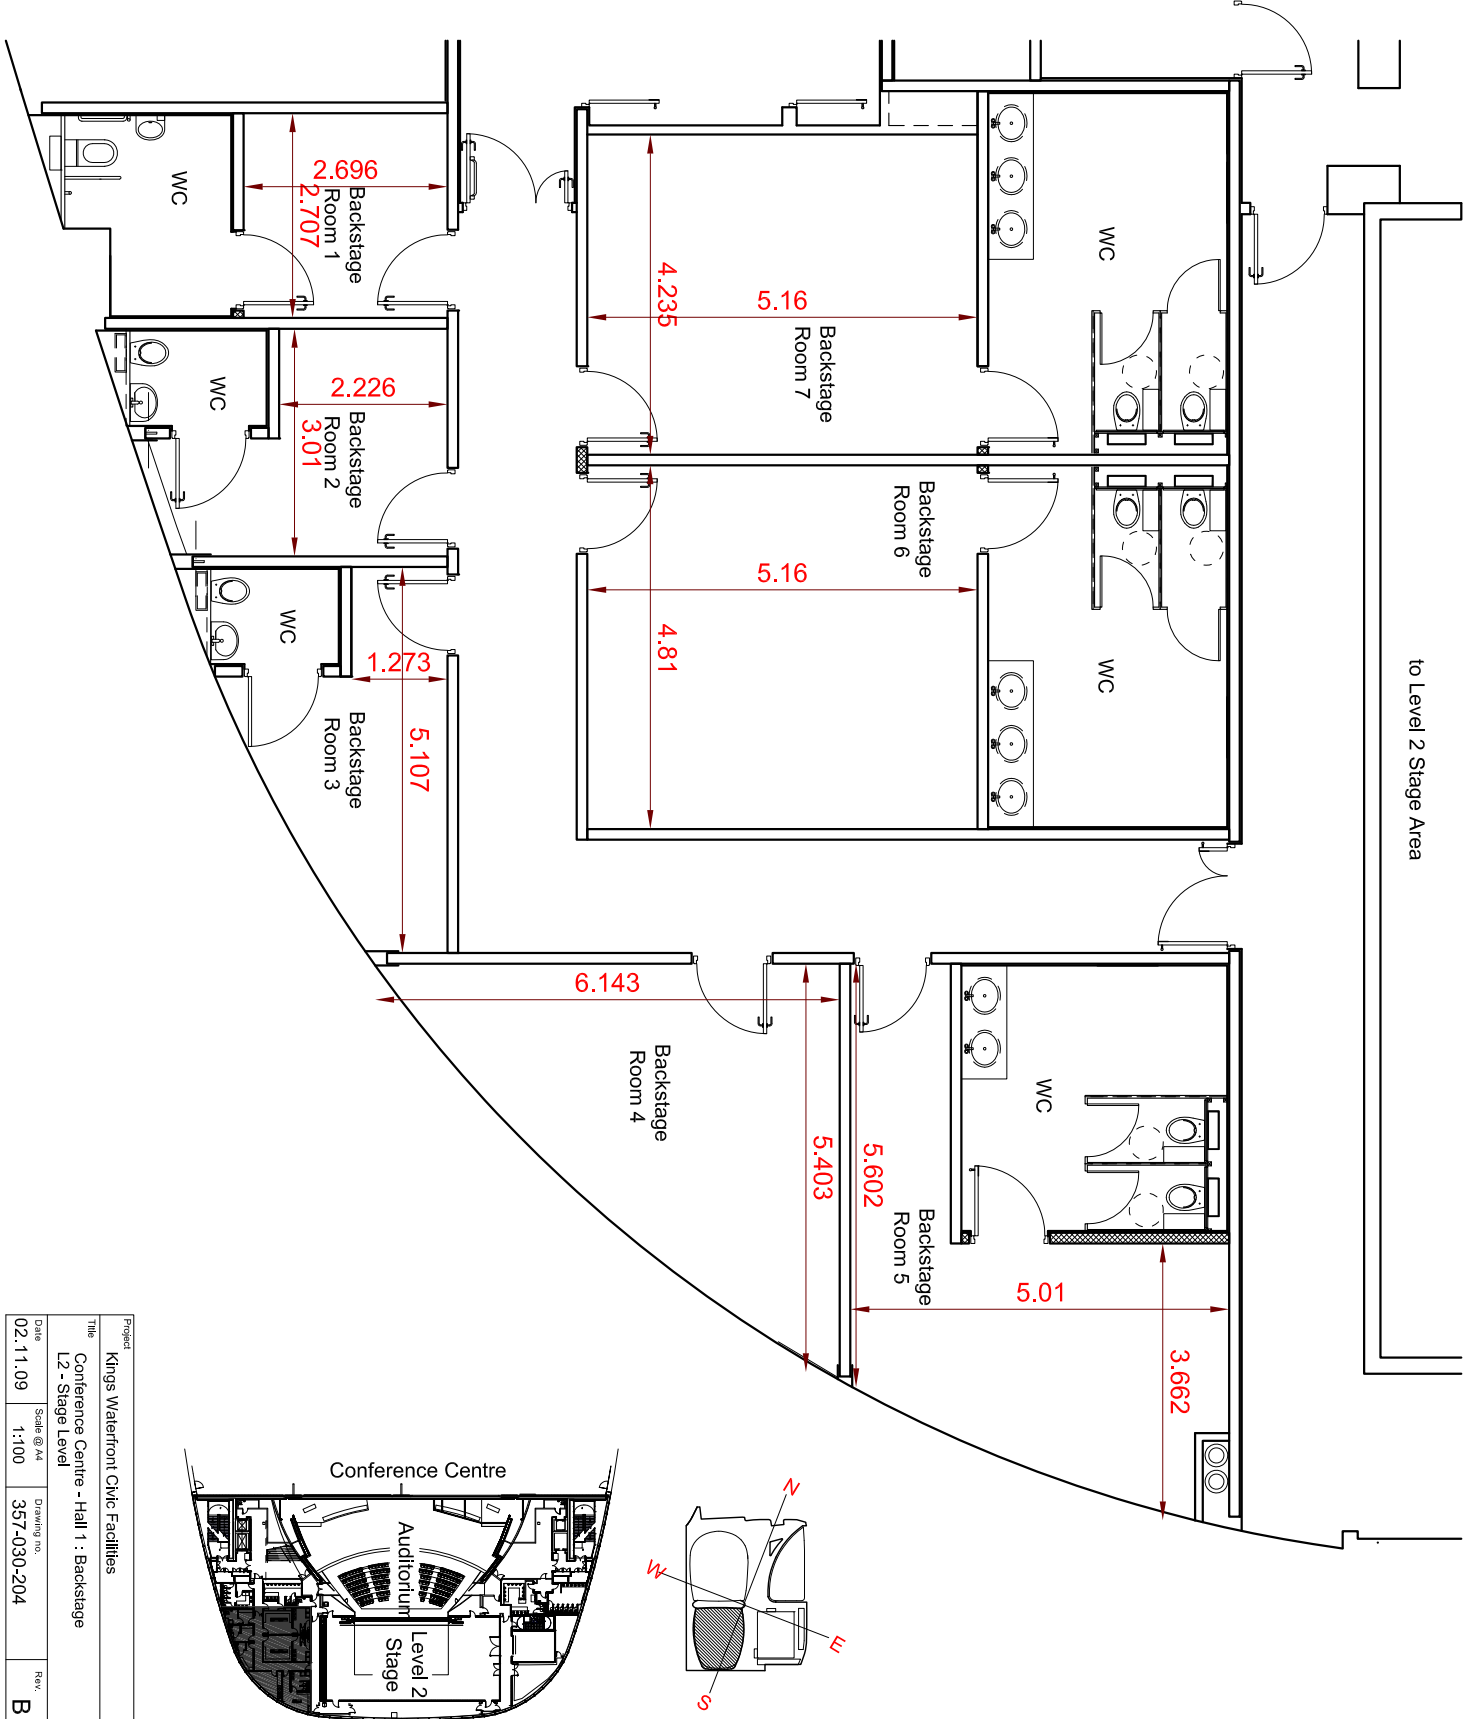 to Level 2 Stage Area
WC
2.696
Backstage
Room 1
2.707
WC
2.226
Backstage
Room 2
3.01
WC
1.273
Backstage
Room 3
5.107
4.235
5.16
Backstage
Room 7
WC
Backstage
Room 6
5.16
4.81
WC
6.143
Backstage
Room 4
5.403
5.602
Backstage
Room 5
WC
5.01
3.662
Conference Centre
Auditorium
Level 2
Stage
N
W
E
S
Project
Kings Waterfront Civic Facilities
Title
Conference Centre - Hall 1 : Backstage
L2 - Stage Level
Date
02.11.09
Scale @ A4
1:100
Drawing no.
357-030-204
Rev.
B